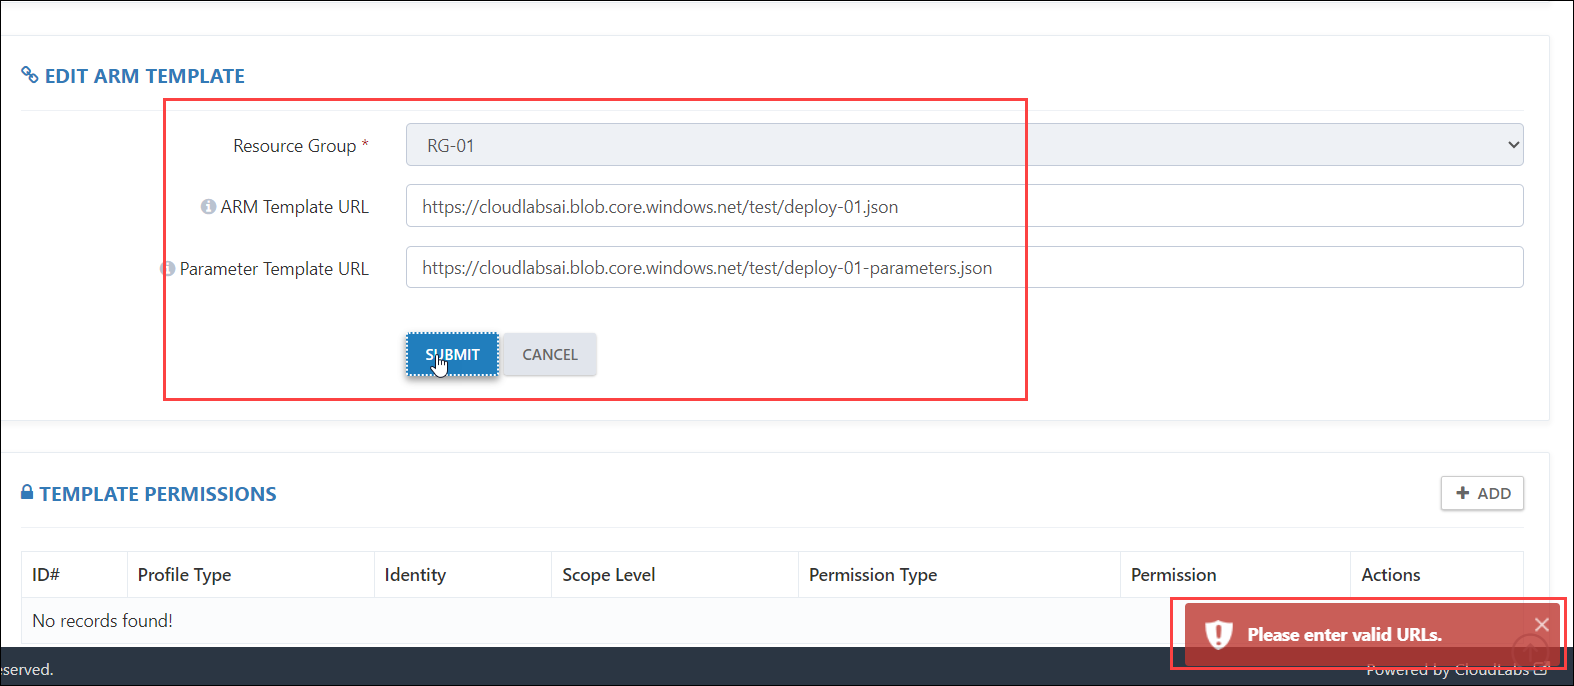 EDIT ARM TEMPLATE
Resource Group *
RG-01
ARM Template URL
https://cloudlabsai.blob.core.windows.net/test/deploy-01.json
Parameter Template URL
https://cloudlabsai.blob.core.windows.net/test/deploy-01-parameters.json
SUBMIT CANCEL
TEMPLATE PERMISSIONS
+ ADD
ID# Profile Type Identity Scope Level Permission Type Permission Actions
No records found!
Please enter valid URLs.
served.
Powered by CloudLabs